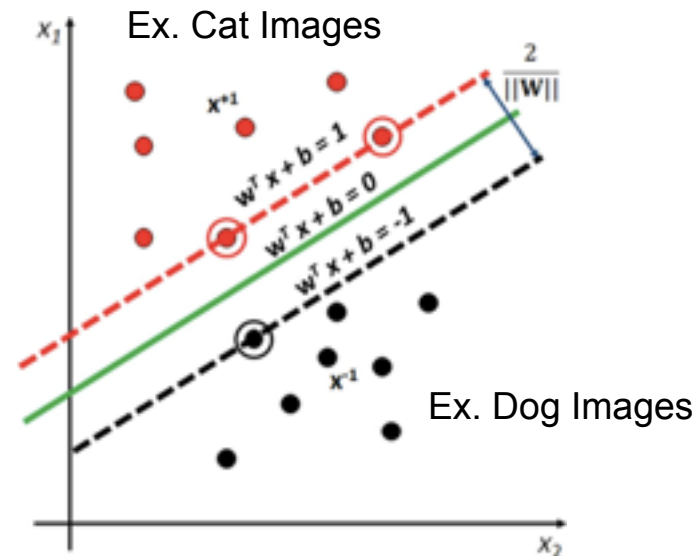 Ex. Cat Images
x₁
2
||W||
x⁺¹
wᵀ x + b = 1
wᵀ x + b = 0
wᵀ x + b = -1
x⁻¹
Ex. Dog Images
x₂